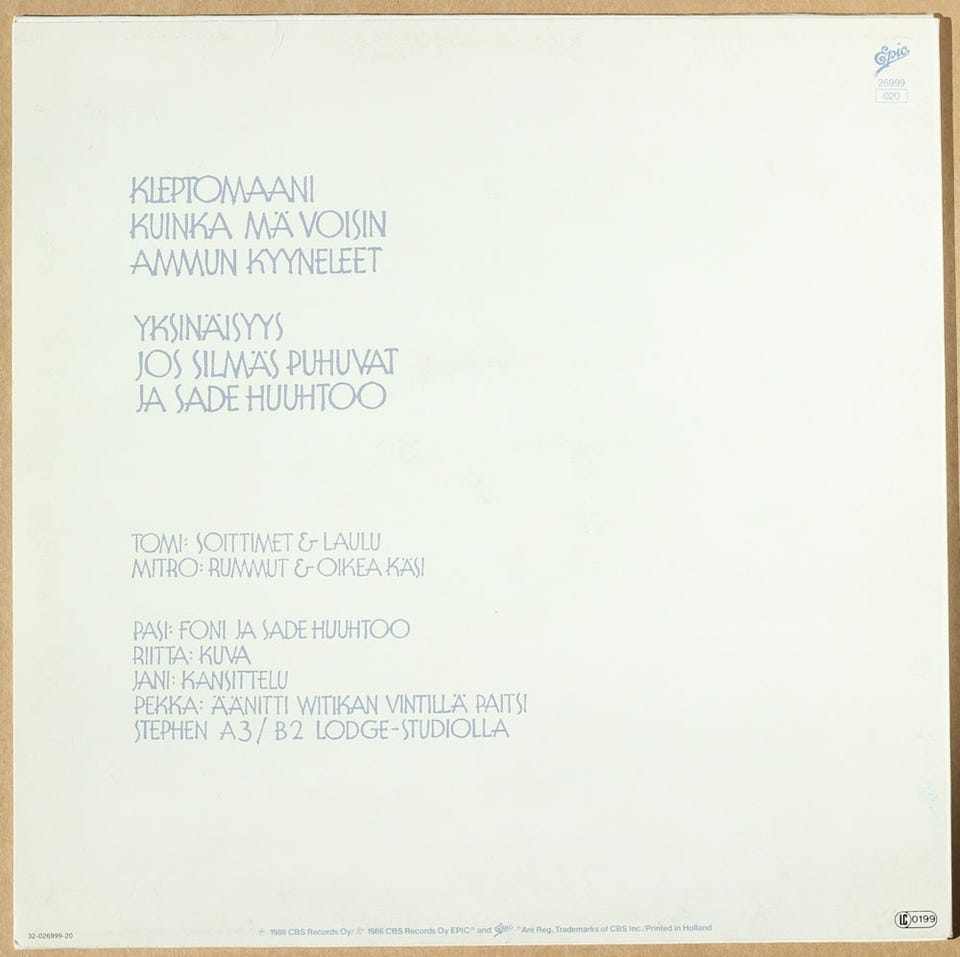 Epic
26999
020
KLEPTOMAANI
KUINKA MÄ VOISIN
AMMUN KYYNELEET
YKSINÄISYYS
JOS SILMÄS PUHUVAT
JA SADE HUUHTOO
TOMI: SOITTIMET & LAULU
MITRO: RUMMUT & OIKEA KÄSI
PASI: FONI JA SADE HUUHTOO
RIITTA: KUVA
JANI: KANSITTELU
PEKKA: ÄÄNITTI WITIKAN VINTILLÄ PAITSI
STEPHEN A3/B2 LODGE-STUDIOLLA
LC 0199
℗ 1986 CBS Records Oy/ © 1986 CBS Records Oy EPIC® and Epic ® Are Reg. Trademarks of CBS Inc./Printed in Holland
32-026999-20